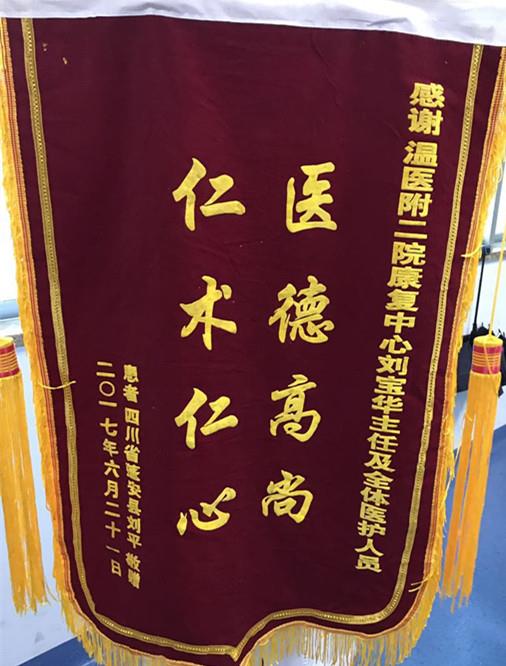 感谢 温医附二院康复中心刘宝华主任及全体医护人员
医德高尚
仁术仁心
患者 四川省蓬安县刘平 敬赠
二〇一七年六月二十一日